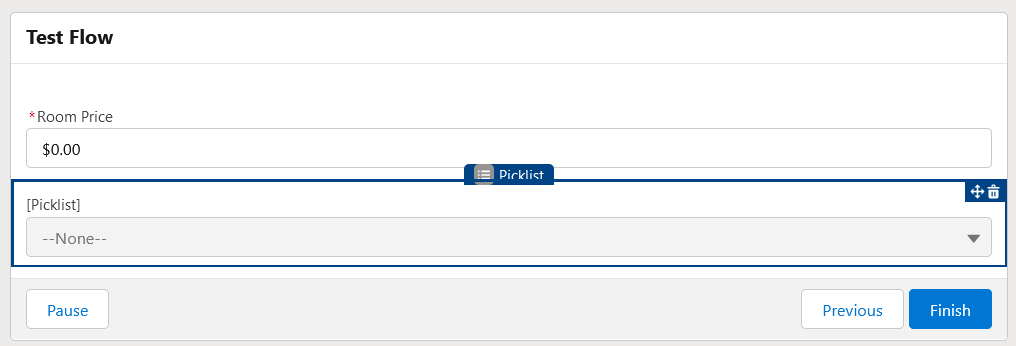 Test Flow
*Room Price
$0.00
Picklist
[Picklist]
--None--
Pause
Previous
Finish